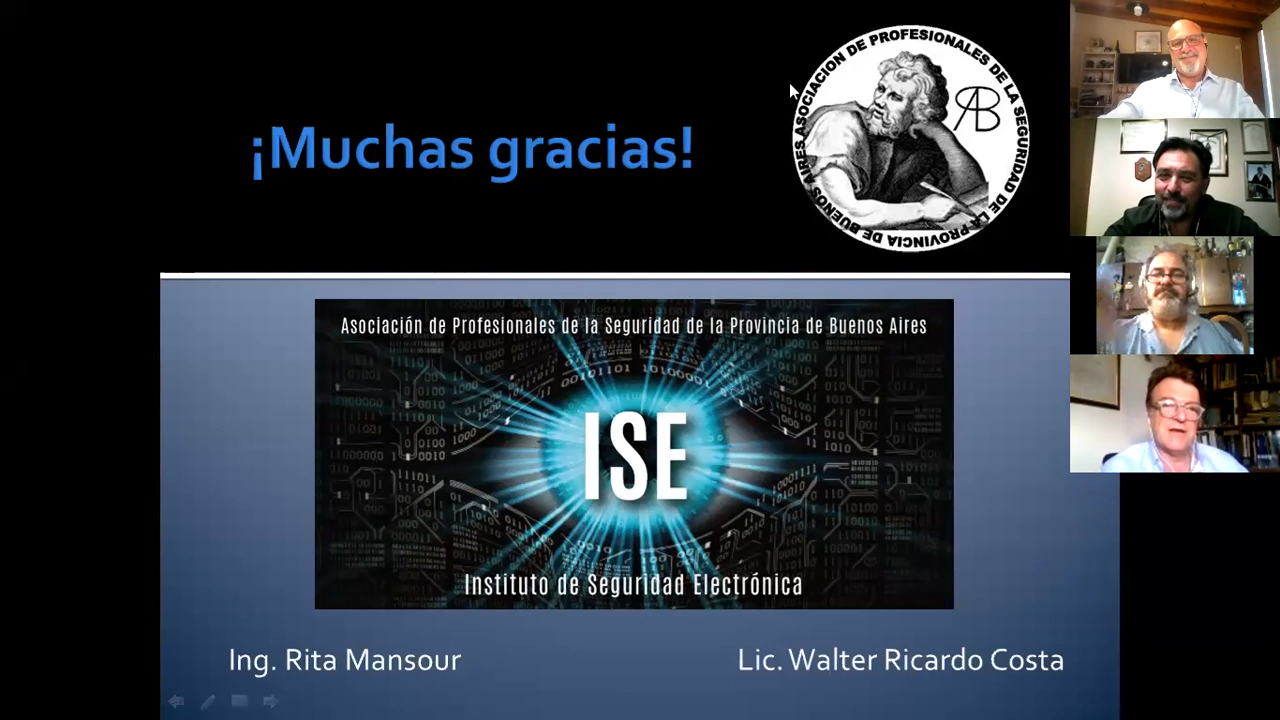 ¡Muchas gracias!
ASOCIACION DE PROFESIONALES DE LA SEGURIDAD DE LA PROVINCIA DE BUENOS AIRES
AB
Asociación de Profesionales de la Seguridad de la Provincia de Buenos Aires
00101101 10100001
ISE
Instituto de Seguridad Electrónica
Ing. Rita Mansour
Lic. Walter Ricardo Costa